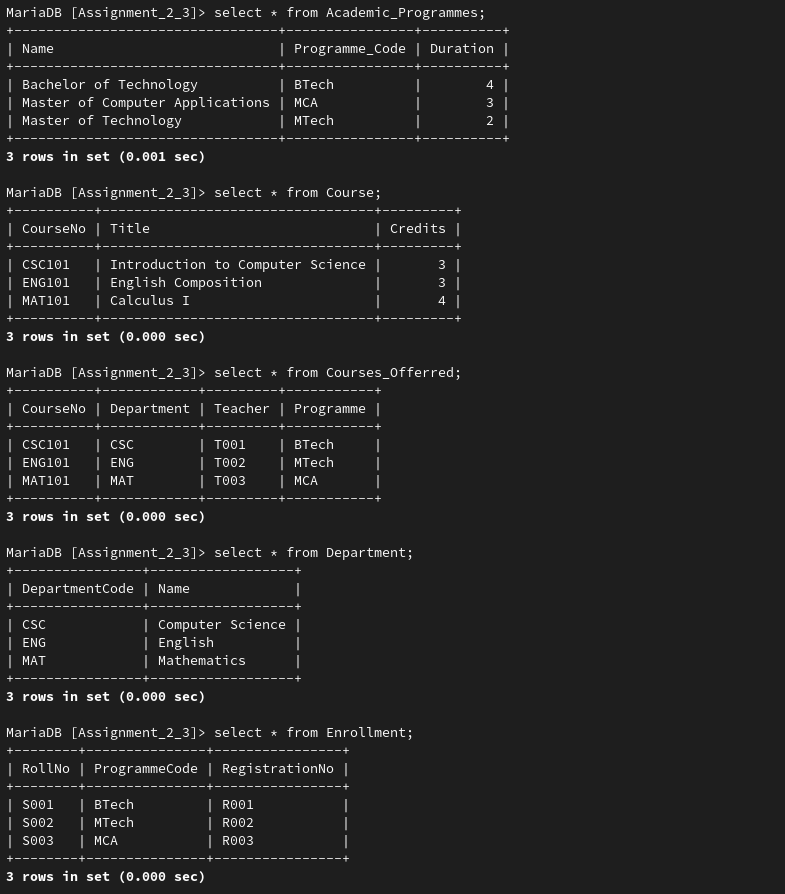 MariaDB [Assignment_2_3]> select * from Academic_Programmes;
+---------------------------------+----------------+----------+
| Name                            | Programme_Code | Duration |
+---------------------------------+----------------+----------+
| Bachelor of Technology          | BTech          |        4 |
| Master of Computer Applications | MCA            |        3 |
| Master of Technology            | MTech          |        2 |
+---------------------------------+----------------+----------+
3 rows in set (0.001 sec)

MariaDB [Assignment_2_3]> select * from Course;
+----------+----------------------------------+---------+
| CourseNo | Title                            | Credits |
+----------+----------------------------------+---------+
| CSC101   | Introduction to Computer Science |       3 |
| ENG101   | English Composition              |       3 |
| MAT101   | Calculus I                       |       4 |
+----------+----------------------------------+---------+
3 rows in set (0.000 sec)

MariaDB [Assignment_2_3]> select * from Courses_Offerred;
+----------+------------+---------+-----------+
| CourseNo | Department | Teacher | Programme |
+----------+------------+---------+-----------+
| CSC101   | CSC        | T001    | BTech     |
| ENG101   | ENG        | T002    | MTech     |
| MAT101   | MAT        | T003    | MCA       |
+----------+------------+---------+-----------+
3 rows in set (0.000 sec)

MariaDB [Assignment_2_3]> select * from Department;
+----------------+------------------+
| DepartmentCode | Name             |
+----------------+------------------+
| CSC            | Computer Science |
| ENG            | English          |
| MAT            | Mathematics      |
+----------------+------------------+
3 rows in set (0.000 sec)

MariaDB [Assignment_2_3]> select * from Enrollment;
+--------+---------------+----------------+
| RollNo | ProgrammeCode | RegistrationNo |
+--------+---------------+----------------+
| S001   | BTech         | R001           |
| S002   | MTech         | R002           |
| S003   | MCA           | R003           |
+--------+---------------+----------------+
3 rows in set (0.000 sec)